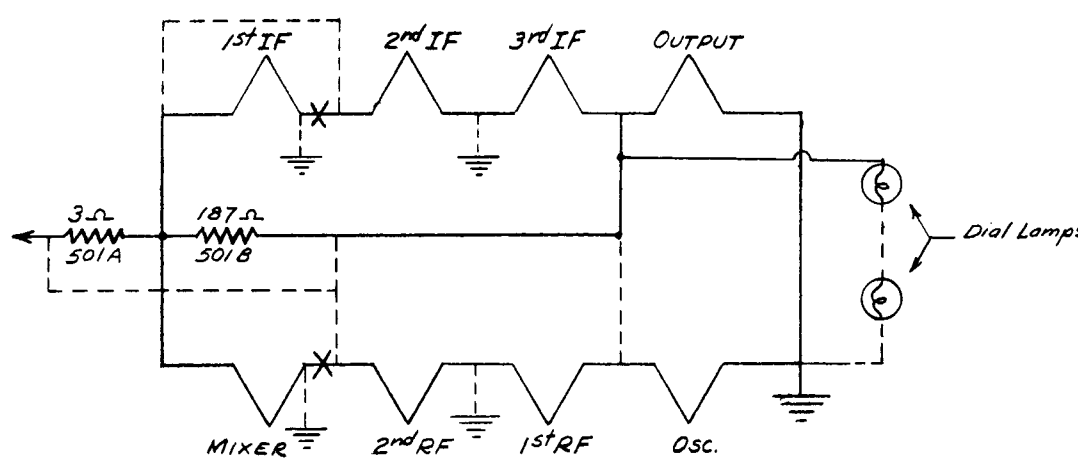 1st IF
2nd IF
3rd IF
OUTPUT
3Ω
501A
187Ω
501B
Dial Lamps
MIXER
2nd RF
1st RF
OSC.